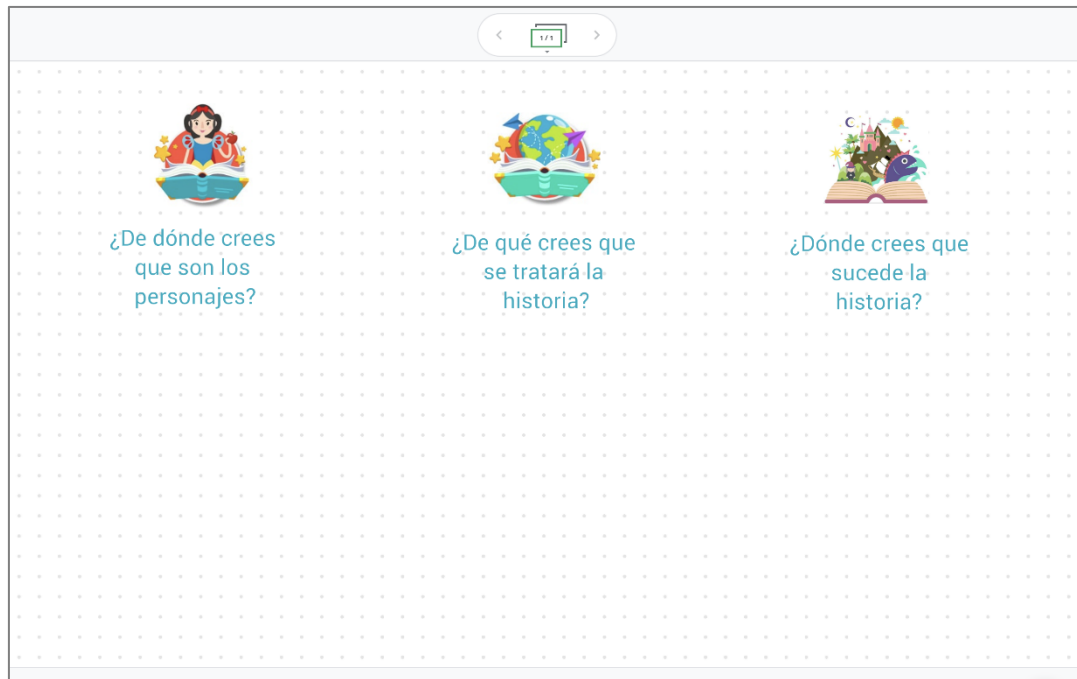 1 / 1
¿De dónde crees
que son los
personajes?
¿De qué crees que
se tratará la
historia?
¿Dónde crees que
sucede la
historia?